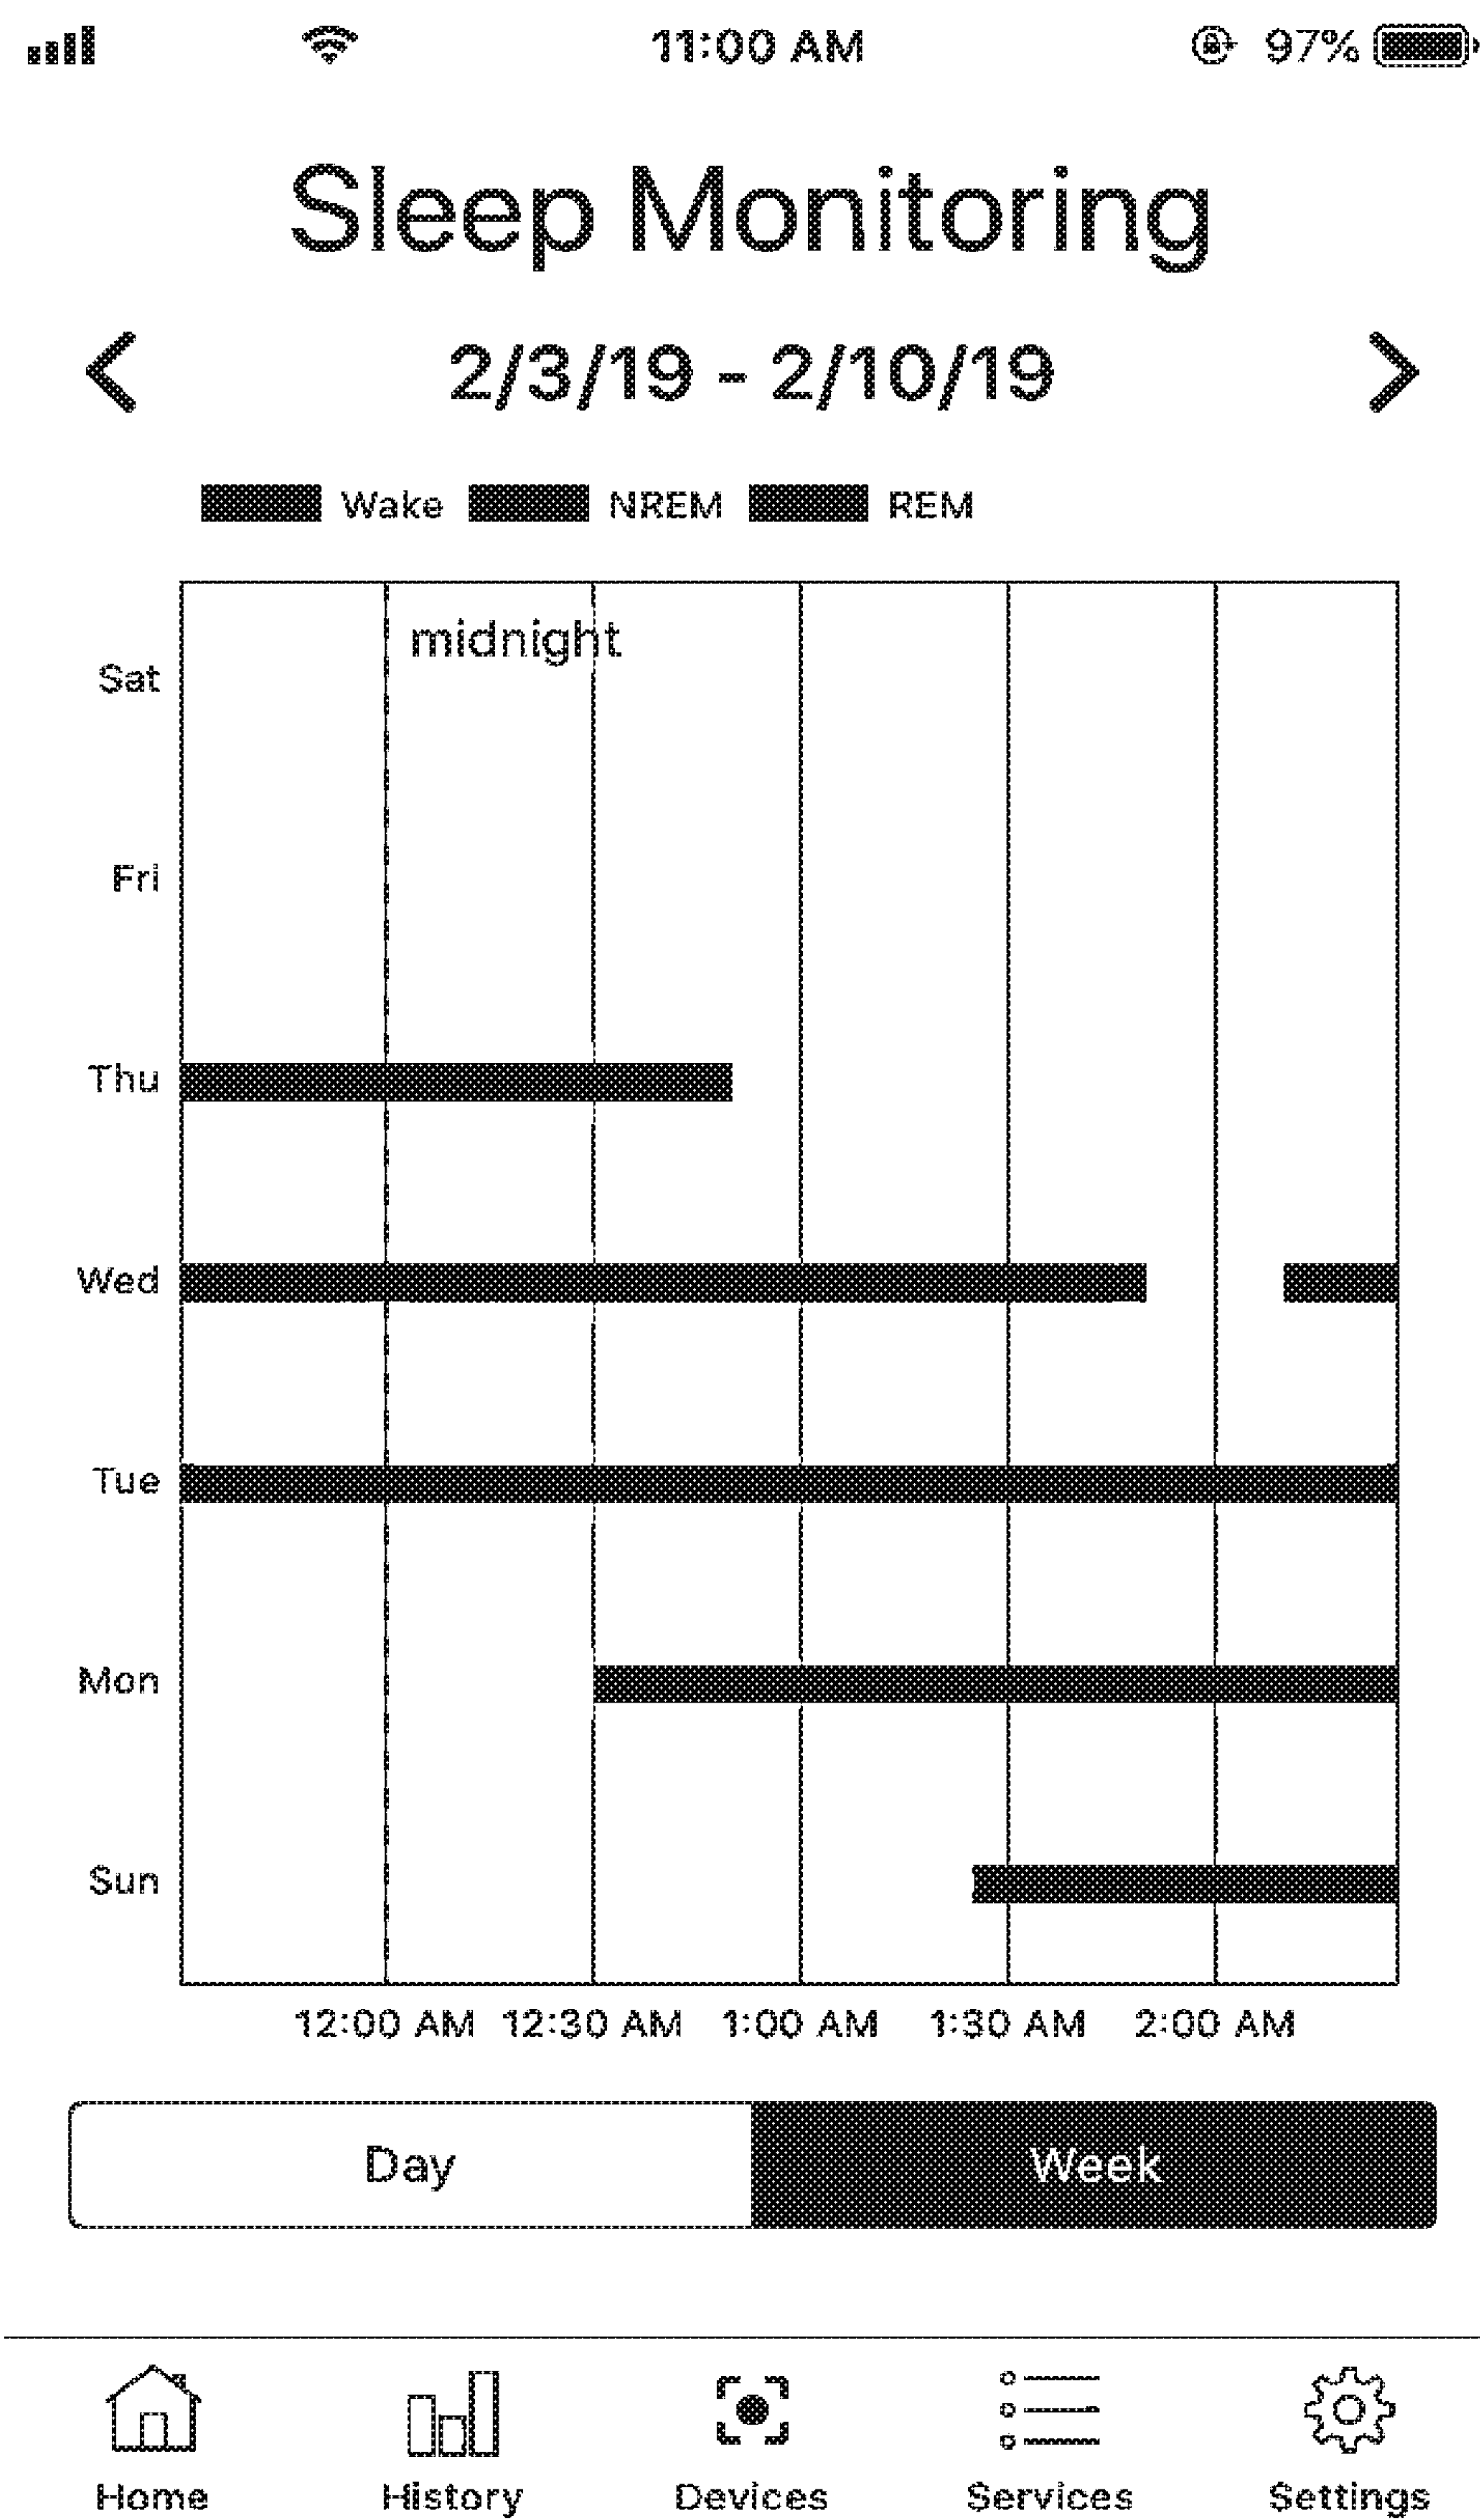 11:00 AM 97%
Sleep Monitoring
2/3/19 - 2/10/19
Wake NREM REM
midnight
Sat
Fri
Thu
Wed
Tue
Mon
Sun
12:00 AM 12:30 AM 1:00 AM 1:30 AM 2:00 AM
Day Week
Home History Devices Services Settings